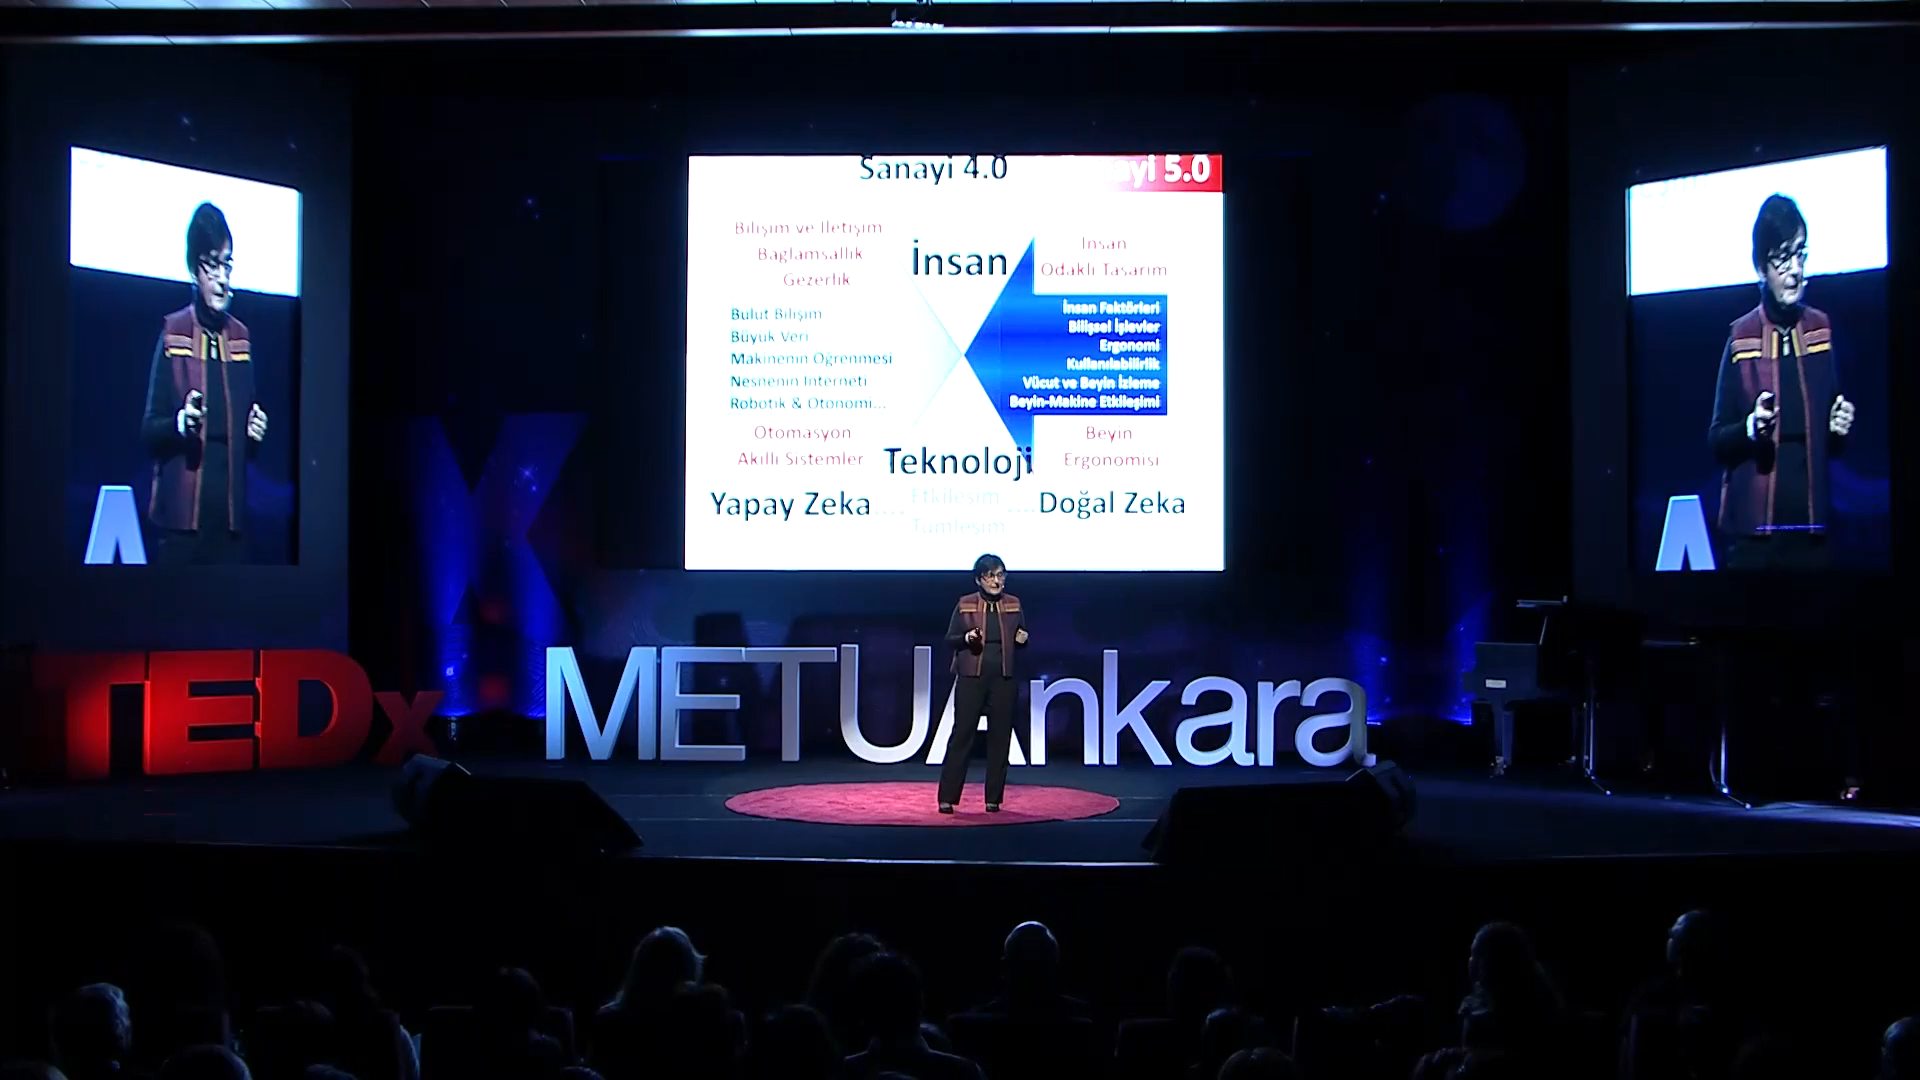 Sanayi 4.0
yi 5.0
Bilişim ve İletişim
Bağlamsallık
Gezerlik
İnsan
İnsan
Odaklı Tasarım
Bulut Bilişim
Büyük Veri
Makinenin Öğrenmesi
Nesnenin İnterneti
Robotik & Otonomi...
İnsan Faktörleri
Bilişsel İşlevler
Ergonomi
Kullanılabilirlik
Vücut ve Beyin İzleme
Beyin-Makine Etkileşimi
Otomasyon
Akıllı Sistemler
Teknoloji
Beyin
Ergonomisi
Yapay Zeka.... Etkileşim ....Doğal Zeka
Tümleşim
TEDx METUAnkara